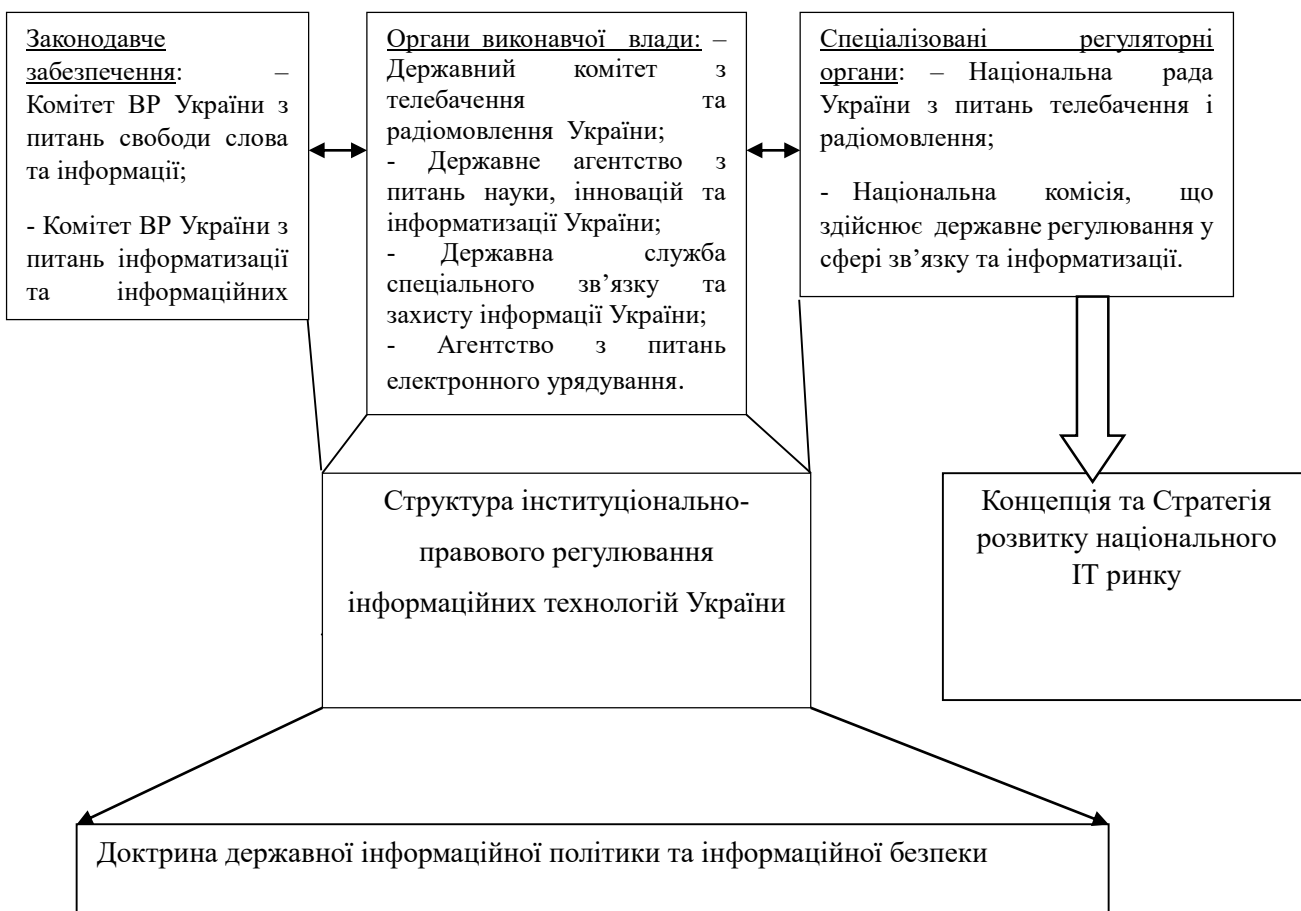 Законодавче
забезпечення: –
Комітет ВР України з
питань свободи слова
та інформації;
- Комітет ВР України з
питань інформатизації
та інформаційних
Органи виконавчої влади: –
Державний комітет з
телебачення та
радіомовлення України;
- Державне агентство з
питань науки, інновацій та
інформатизації України;
- Державна служба
спеціального зв’язку та
захисту інформації України;
- Агентство з питань
електронного урядування.
Спеціалізовані регуляторні
органи: – Національна рада
України з питань телебачення і
радіомовлення;
- Національна комісія, що
здійснює державне регулювання у
сфері зв’язку та інформатизації.
Структура інституціонально-
правового регулювання
інформаційних технологій України
Концепція та Стратегія
розвитку національного
ІТ ринку
Доктрина державної інформаційної політики та інформаційної безпеки